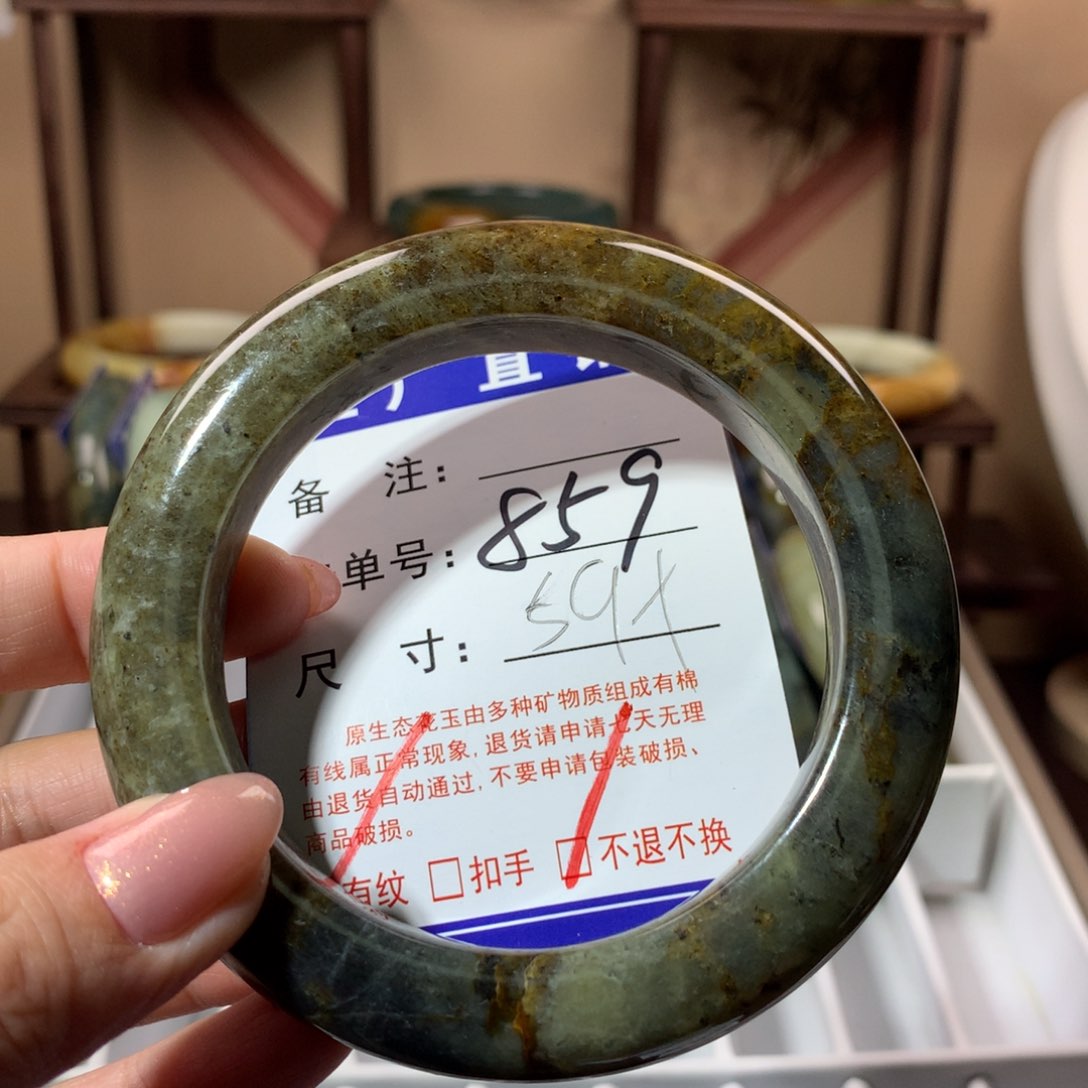 厂直
备 注：
单号：859
尺 寸：591
原生态花玉由多种矿物质组成有棉
有线属正常现象，退货请申请七天无理
由退货自动通过，不要申请包装破损、
商品破损。
有纹 □扣手 □不退不换